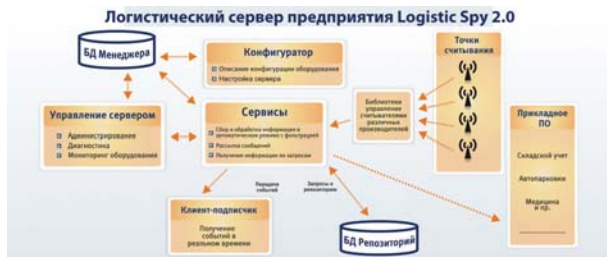 Логистический сервер предприятия Logistic Spy 2.0
БД Менеджера
Конфигуратор
Описание конфигурации оборудования
Настройка сервера
Точки
считывания
Управление сервером
Администрирование
Диагностика
Мониторинг оборудования
Сервисы
Сбор и обработка информации в
автоматическом режиме с фильтрацией
Рассылка сообщений
Получение информации по запросам
Библиотеки
управления
считывателями
различных
производителей
Прикладное
ПО
Складской учет
Автопарковки
Медицина
и пр.
Передача
событий
Запросы к
репозиторию
Клиент-подписчик
Получение
событий в
реальном времени
БД Репозиторий